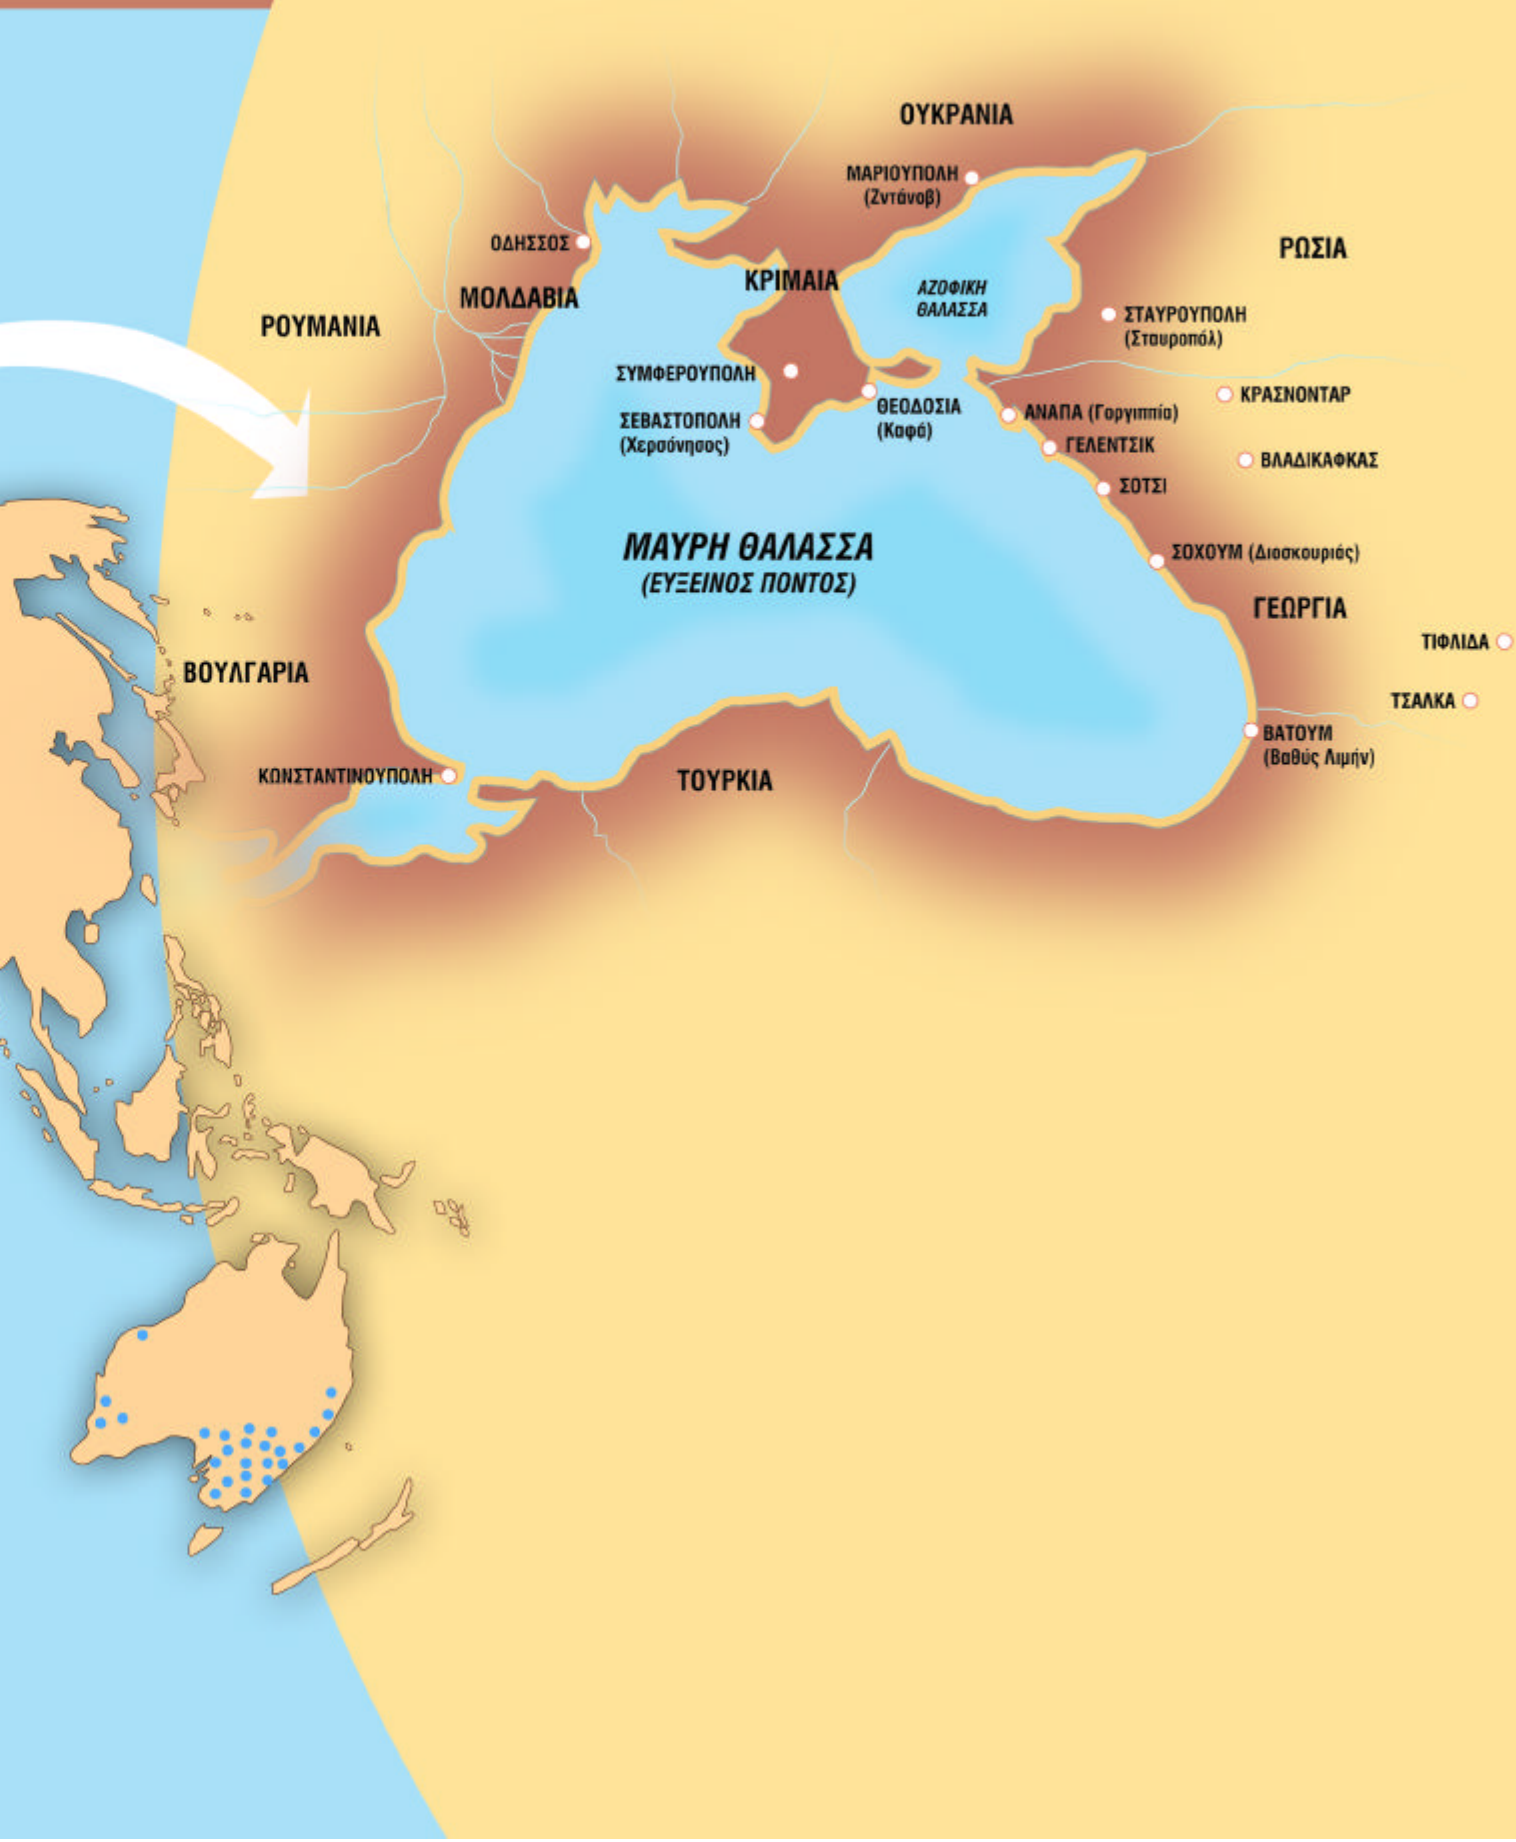 ΟΥΚΡΑΝΙΑ
ΜΑΡΙΟΥΠΟΛΗ
(Ζντάνοβ)
ΟΔΗΣΣΟΣ
ΡΩΣΙΑ
ΚΡΙΜΑΙΑ
ΜΟΛΔΑΒΙΑ
ΑΖΟΦΙΚΗ
ΘΑΛΑΣΣΑ
ΡΟΥΜΑΝΙΑ
ΣΤΑΥΡΟΥΠΟΛΗ
(Σταυροπόλ)
ΣΥΜΦΕΡΟΥΠΟΛΗ
ΚΡΑΣΝΟΝΤΑΡ
ΘΕΟΔΟΣΙΑ
(Καφά)
ΑΝΑΠΑ (Γοργιππία)
ΣΕΒΑΣΤΟΠΟΛΗ
(Χερσόνησος)
ΓΕΛΕΝΤΣΙΚ
ΒΛΑΔΙΚΑΦΚΑΣ
ΣΟΤΣΙ
ΜΑΥΡΗ ΘΑΛΑΣΣΑ
(ΕΥΞΕΙΝΟΣ ΠΟΝΤΟΣ)
ΣΟΧΟΥΜ (Διοσκουριάς)
ΓΕΩΡΓΙΑ
ΤΙΦΛΙΔΑ
ΒΟΥΛΓΑΡΙΑ
ΤΣΑΛΚΑ
ΒΑΤΟΥΜ
(Βαθύς Λιμήν)
ΚΩΝΣΤΑΝΤΙΝΟΥΠΟΛΗ
ΤΟΥΡΚΙΑ